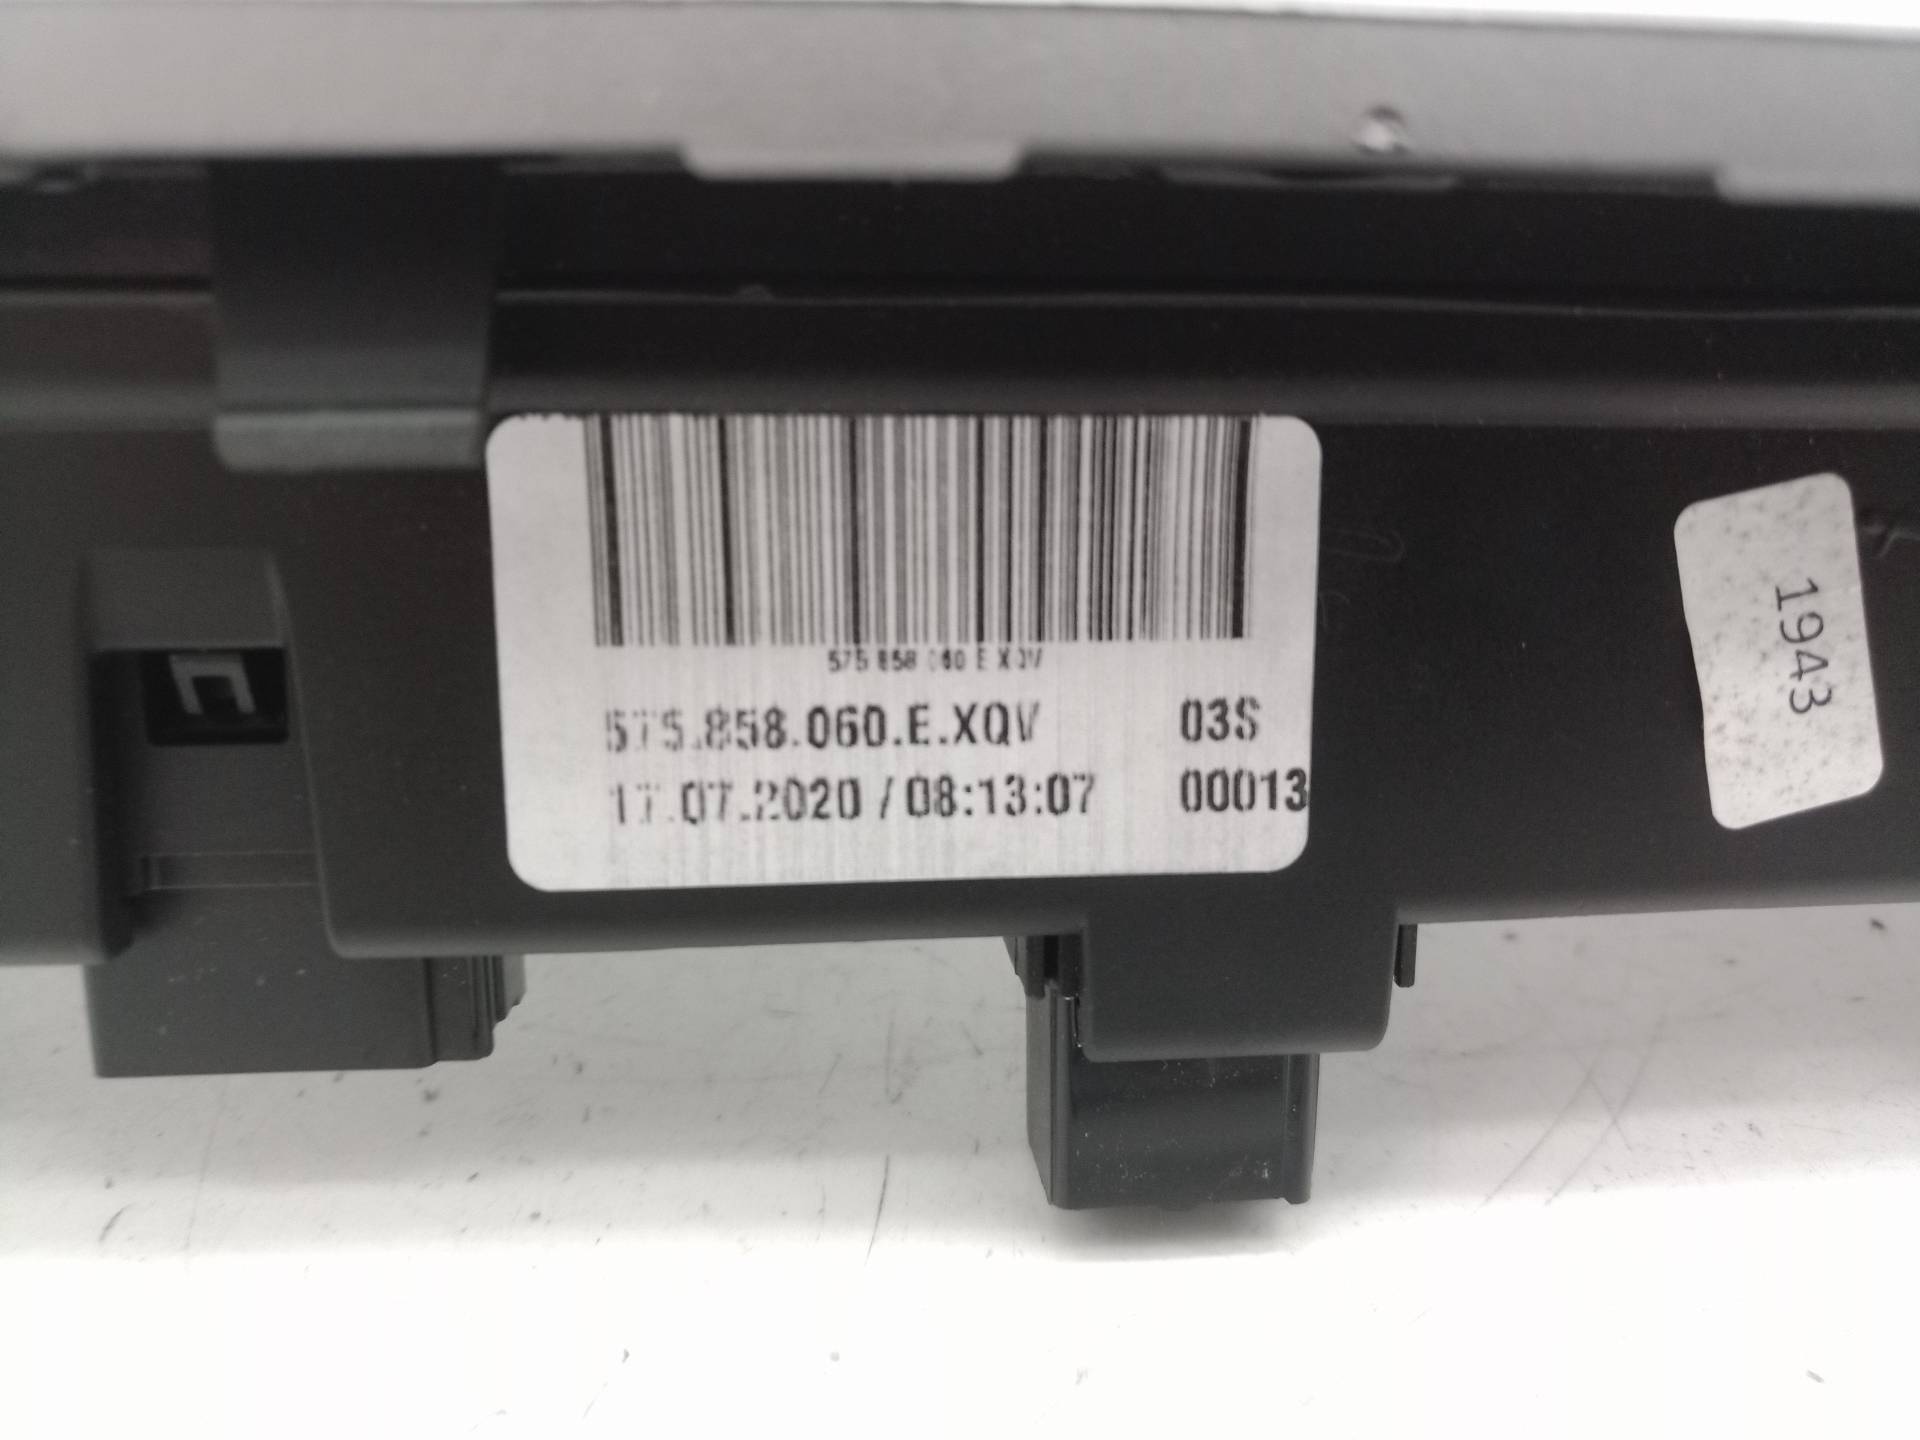 575 858 060 E XQV
575.858.060.E.XQV 03S
17.07.2020 / 08:13:07 00013
1943